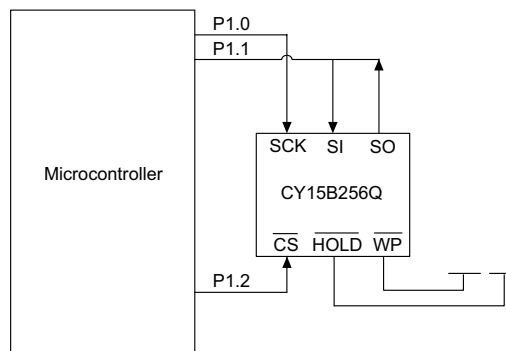 P1.0
P1.1
SCK SI SO
Microcontroller
CY15B256Q
CS HOLD WP
P1.2